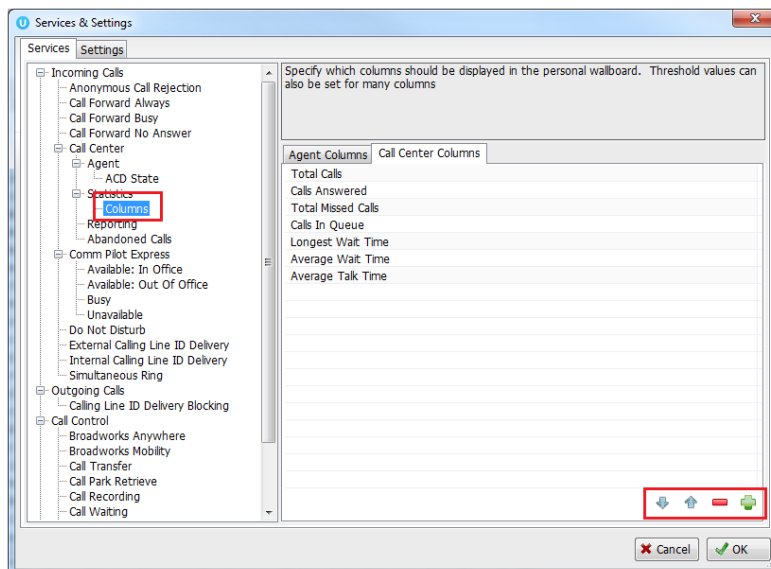 Services & Settings
Services Settings
Incoming Calls
Anonymous Call Rejection
Call Forward Always
Call Forward Busy
Call Forward No Answer
Call Center
Agent
ACD State
Statistics
Columns
Reporting
Abandoned Calls
Comm Pilot Express
Available: In Office
Available: Out Of Office
Busy
Unavailable
Do Not Disturb
External Calling Line ID Delivery
Internal Calling Line ID Delivery
Simultaneous Ring
Outgoing Calls
Calling Line ID Delivery Blocking
Call Control
Broadworks Anywhere
Broadworks Mobility
Call Transfer
Call Park Retrieve
Call Recording
Call Waiting
Specify which columns should be displayed in the personal wallboard. Threshold values can
also be set for many columns
Agent Columns Call Center Columns
Total Calls
Calls Answered
Total Missed Calls
Calls In Queue
Longest Wait Time
Average Wait Time
Average Talk Time
Cancel OK